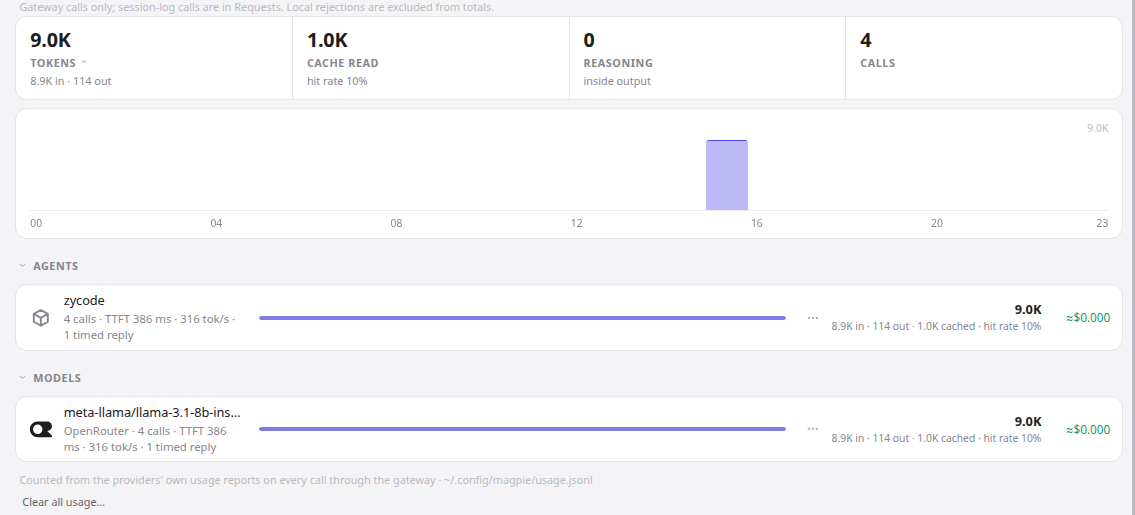 Gateway calls only; session-log calls are in Requests. Local rejections are excluded from totals.
9.0K
TOKENS
8.9K in · 114 out
1.0K
CACHE READ
hit rate 10%
0
REASONING
inside output
4
CALLS
9.0K
00 04 08 12 16 20 23
AGENTS
zycode
4 calls · TTFT 386 ms · 316 tok/s ·
1 timed reply
...
9.0K
8.9K in · 114 out · 1.0K cached · hit rate 10%
≈$0.000
MODELS
meta-llama/llama-3.1-8b-ins...
OpenRouter · 4 calls · TTFT 386
ms · 316 tok/s · 1 timed reply
...
9.0K
8.9K in · 114 out · 1.0K cached · hit rate 10%
≈$0.000
Counted from the providers' own usage reports on every call through the gateway · ~/.config/magpie/usage.jsonl
Clear all usage...